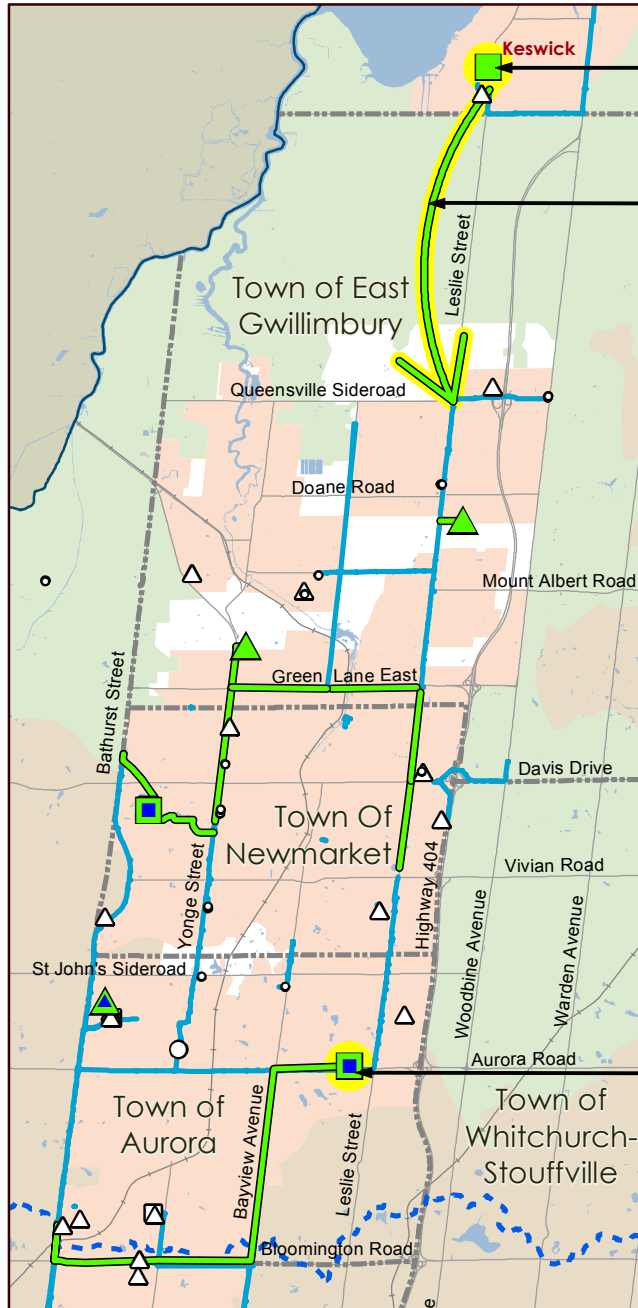 Keswick
Leslie Street
Town of East
Gwillimbury
Queensville Sideroad
Doane Road
Mount Albert Road
Green Lane East
Bathurst Street
Davis Drive
Town Of
Newmarket
Yonge Street
Highway 404
Vivian Road
Woodbine Avenue
Warden Avenue
St John's Sideroad
Aurora Road
Town of
Aurora
Bayview Avenue
Leslie Street
Town of
Whitchurch-
Stouffville
Bloomington Road
e